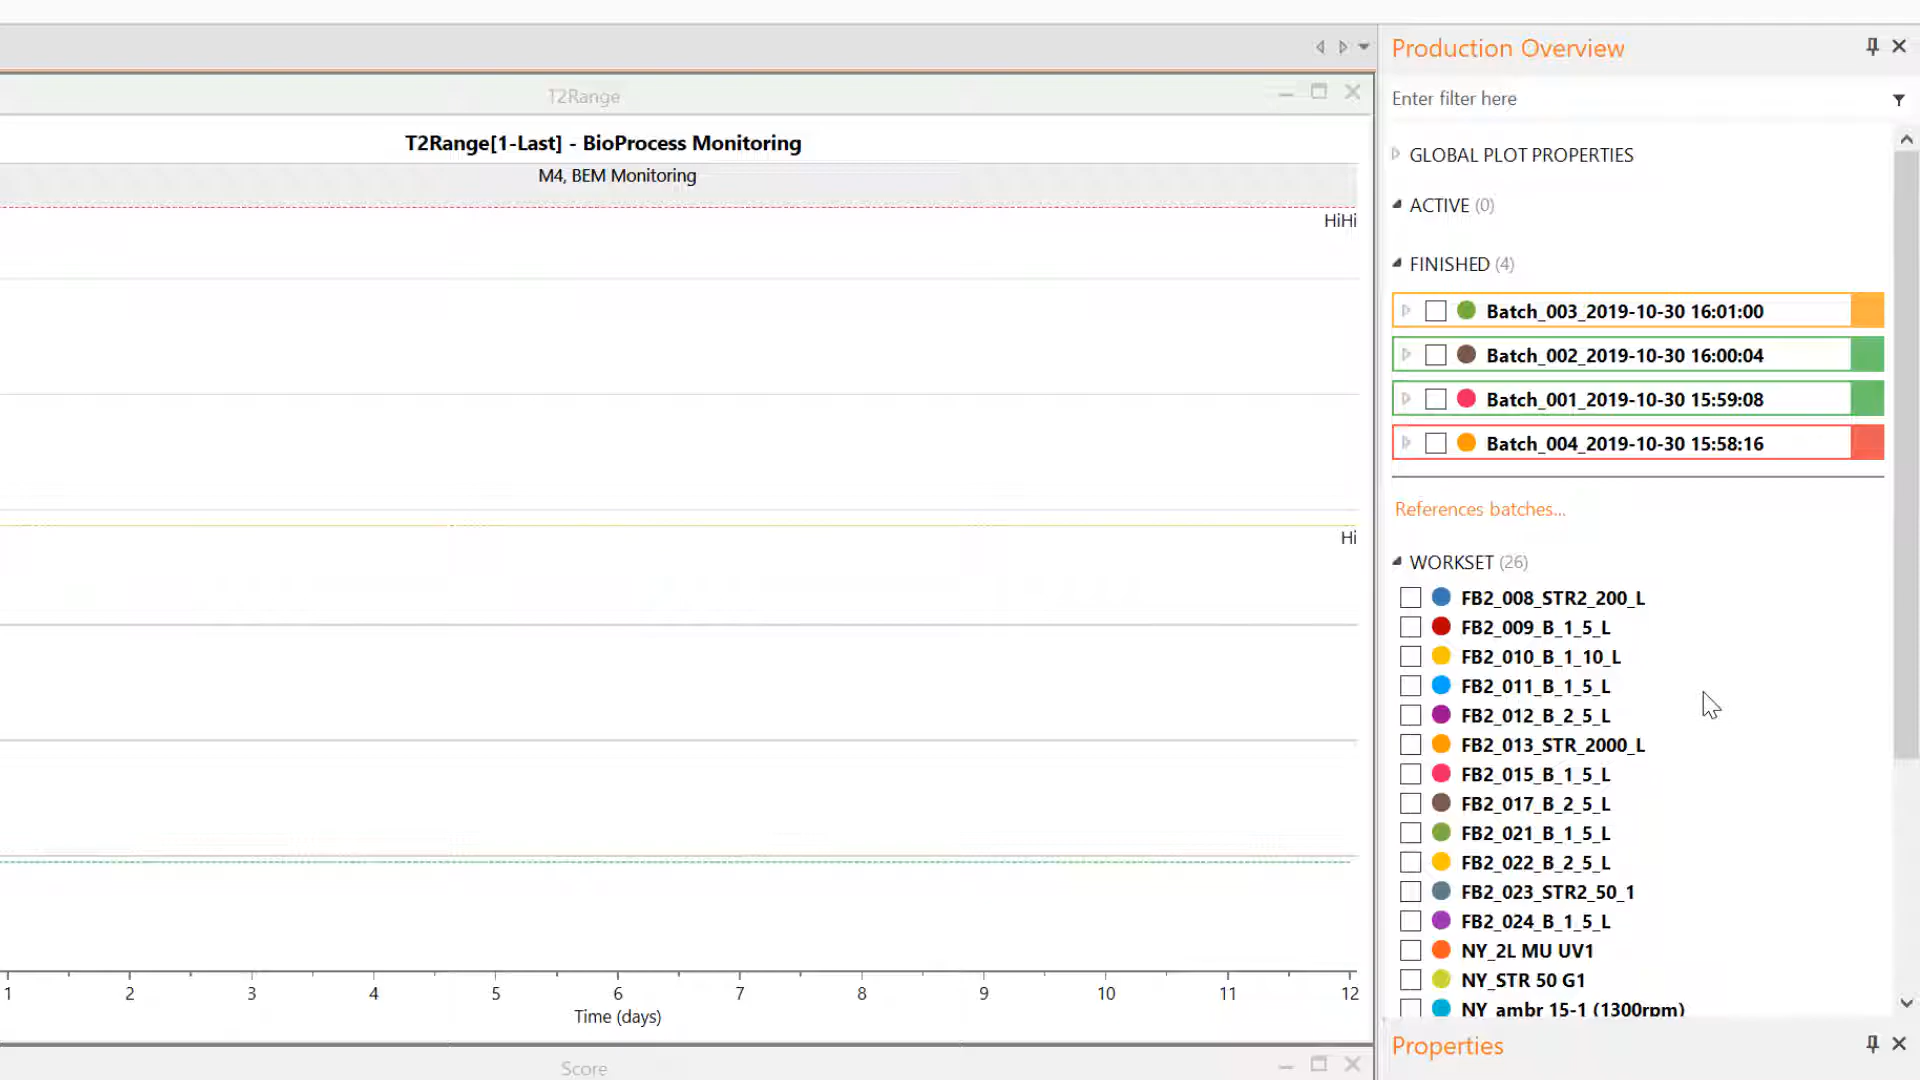 Production Overview
T2Range
Enter filter here
T2Range[1-Last] - BioProcess Monitoring
M4, BEM Monitoring
HiHi
Hi
1 2 3 4 5 6 7 8 9 10 11 12
Time (days)
Score
GLOBAL PLOT PROPERTIES
ACTIVE (0)
FINISHED (4)
Batch_003_2019-10-30 16:01:00
Batch_002_2019-10-30 16:00:04
Batch_001_2019-10-30 15:59:08
Batch_004_2019-10-30 15:58:16
References batches...
WORKSET (26)
FB2_008_STR2_200_L
FB2_009_B_1_5_L
FB2_010_B_1_10_L
FB2_011_B_1_5_L
FB2_012_B_2_5_L
FB2_013_STR_2000_L
FB2_015_B_1_5_L
FB2_017_B_2_5_L
FB2_021_B_1_5_L
FB2_022_B_2_5_L
FB2_023_STR2_50_1
FB2_024_B_1_5_L
NY_2L MU UV1
NY_STR 50 G1
NY_ambr 15-1 (1300rpm)
Properties